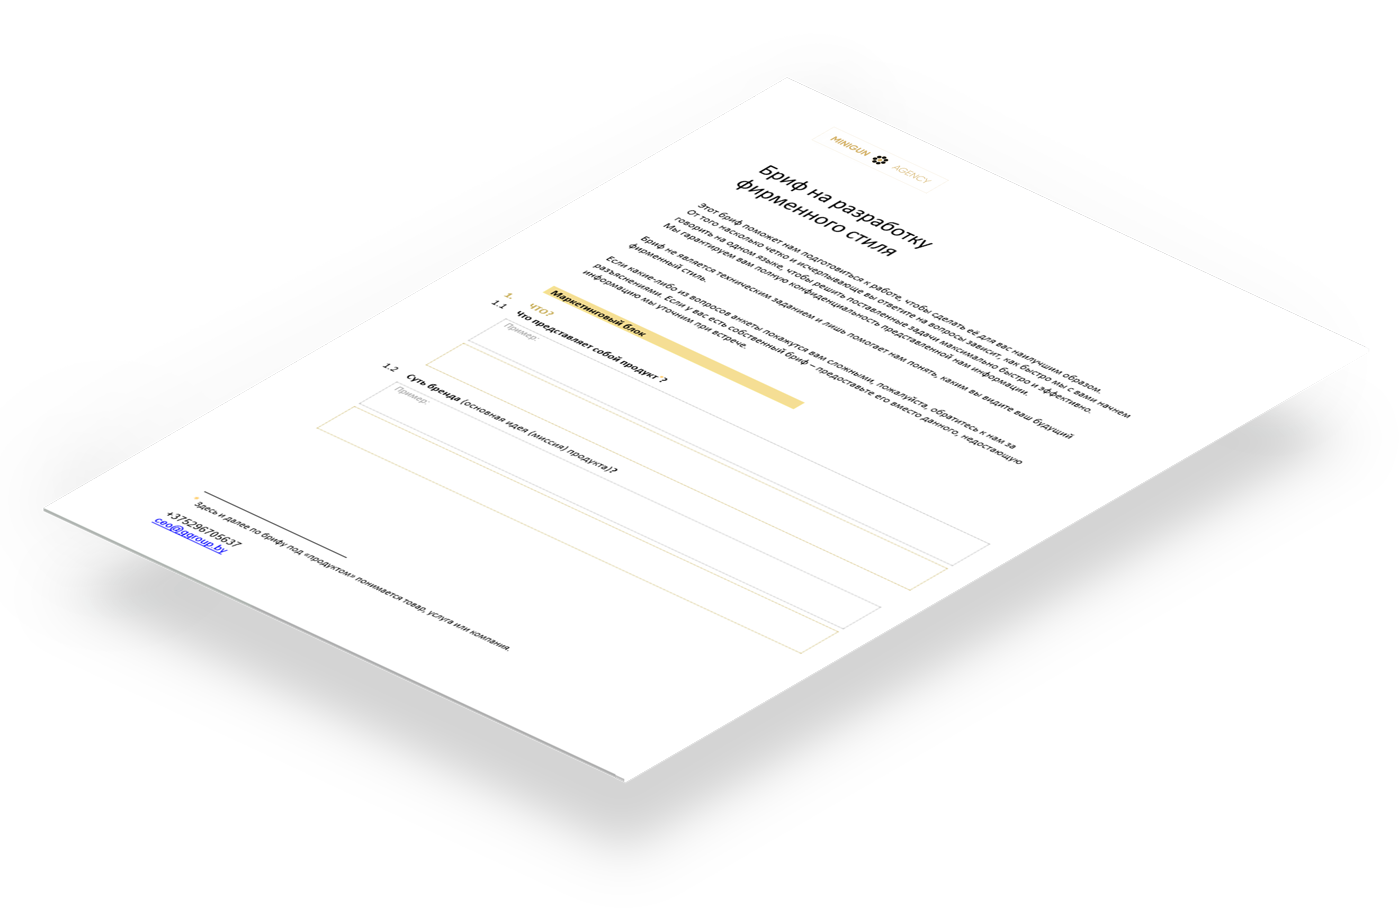 MINIGUN AGENCY
Бриф на разработку
фирменного стиля
Этот бриф поможет нам подготовиться к работе, чтобы сделать её для вас наилучшим образом.
От того насколько четко и исчерпывающе вы ответите на вопросы зависит, как быстро мы с вами начнем
говорить на одном языке, чтобы решить поставленные задачи максимально быстро и эффективно.
Мы гарантируем вам полную конфиденциальность представленной нам информации.
Бриф не является техническим заданием и лишь помогает нам понять, каким вы видите ваш будущий
фирменный стиль.
Если какие-либо из вопросов анкеты покажутся вам сложными, пожалуйста, обратитесь к нам за
разъяснениями. Если у вас есть собственный бриф – предоставьте его вместо данного, недостающую
информацию мы уточним при встрече.
Маркетинговый блок
1. ЧТО?
1.1 Что представляет собой продукт*?
Пример:
1.2 Суть бренда (основная идея (миссия) продукта)?
Пример:
* Здесь и далее по брифу под «продуктом» понимается товар, услуга или компания.
+375296705637
ceo@qgroup.by